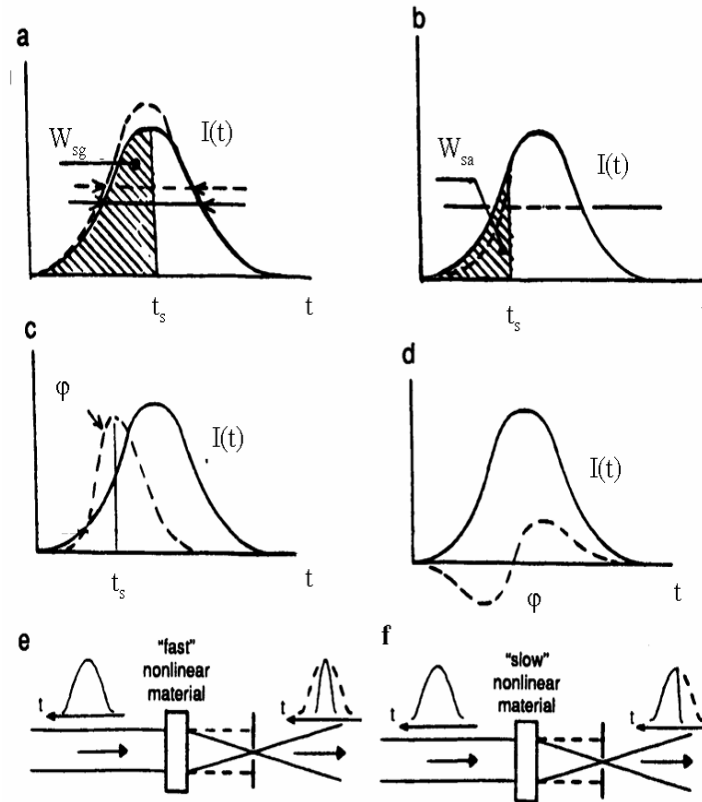 a
W_sg
I(t)
t_s
t
b
W_sa
I(t)
t_s
c
φ
I(t)
t_s
t
d
I(t)
φ
t
e
"fast"
nonlinear
material
t
t
f
"slow"
nonlinear
material
t
t